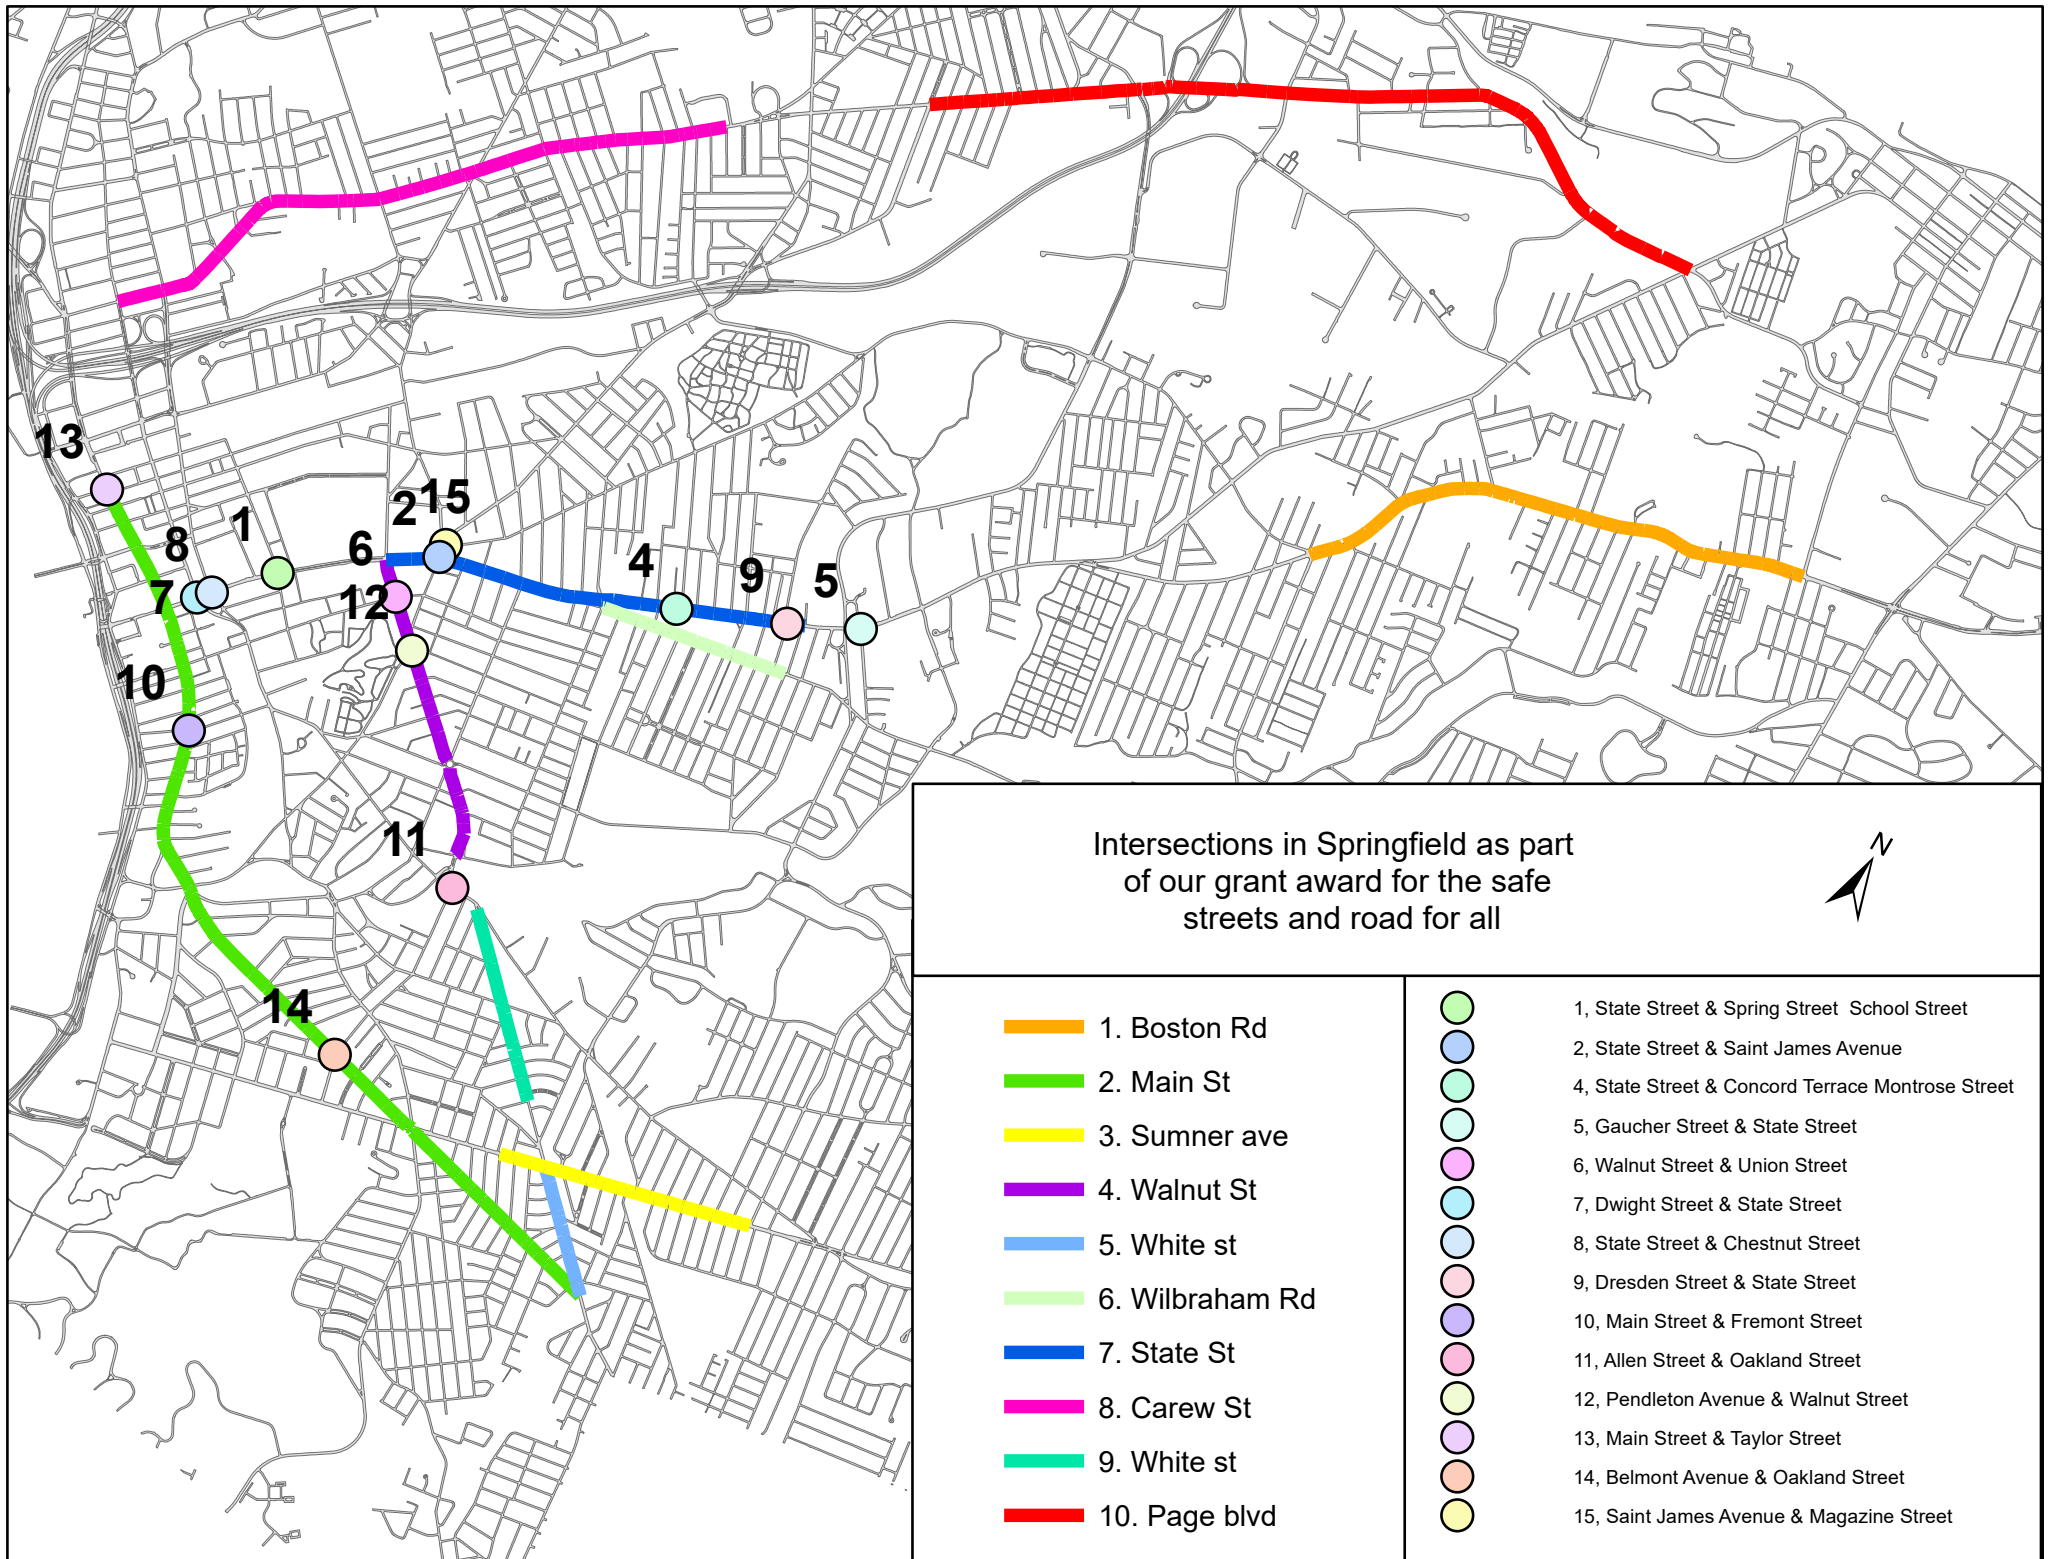 13
2
15
8
1
6
4
9
5
7
12
10
11
14
Intersections in Springfield as part
of our grant award for the safe
streets and road for all
N
1. Boston Rd
2. Main St
3. Sumner ave
4. Walnut St
5. White st
6. Wilbraham Rd
7. State St
8. Carew St
9. White st
10. Page blvd
1, State Street & Spring Street  School Street
2, State Street & Saint James Avenue
4, State Street & Concord Terrace Montrose Street
5, Gaucher Street & State Street
6, Walnut Street & Union Street
7, Dwight Street & State Street
8, State Street & Chestnut Street
9, Dresden Street & State Street
10, Main Street & Fremont Street
11, Allen Street & Oakland Street
12, Pendleton Avenue & Walnut Street
13, Main Street & Taylor Street
14, Belmont Avenue & Oakland Street
15, Saint James Avenue & Magazine Street